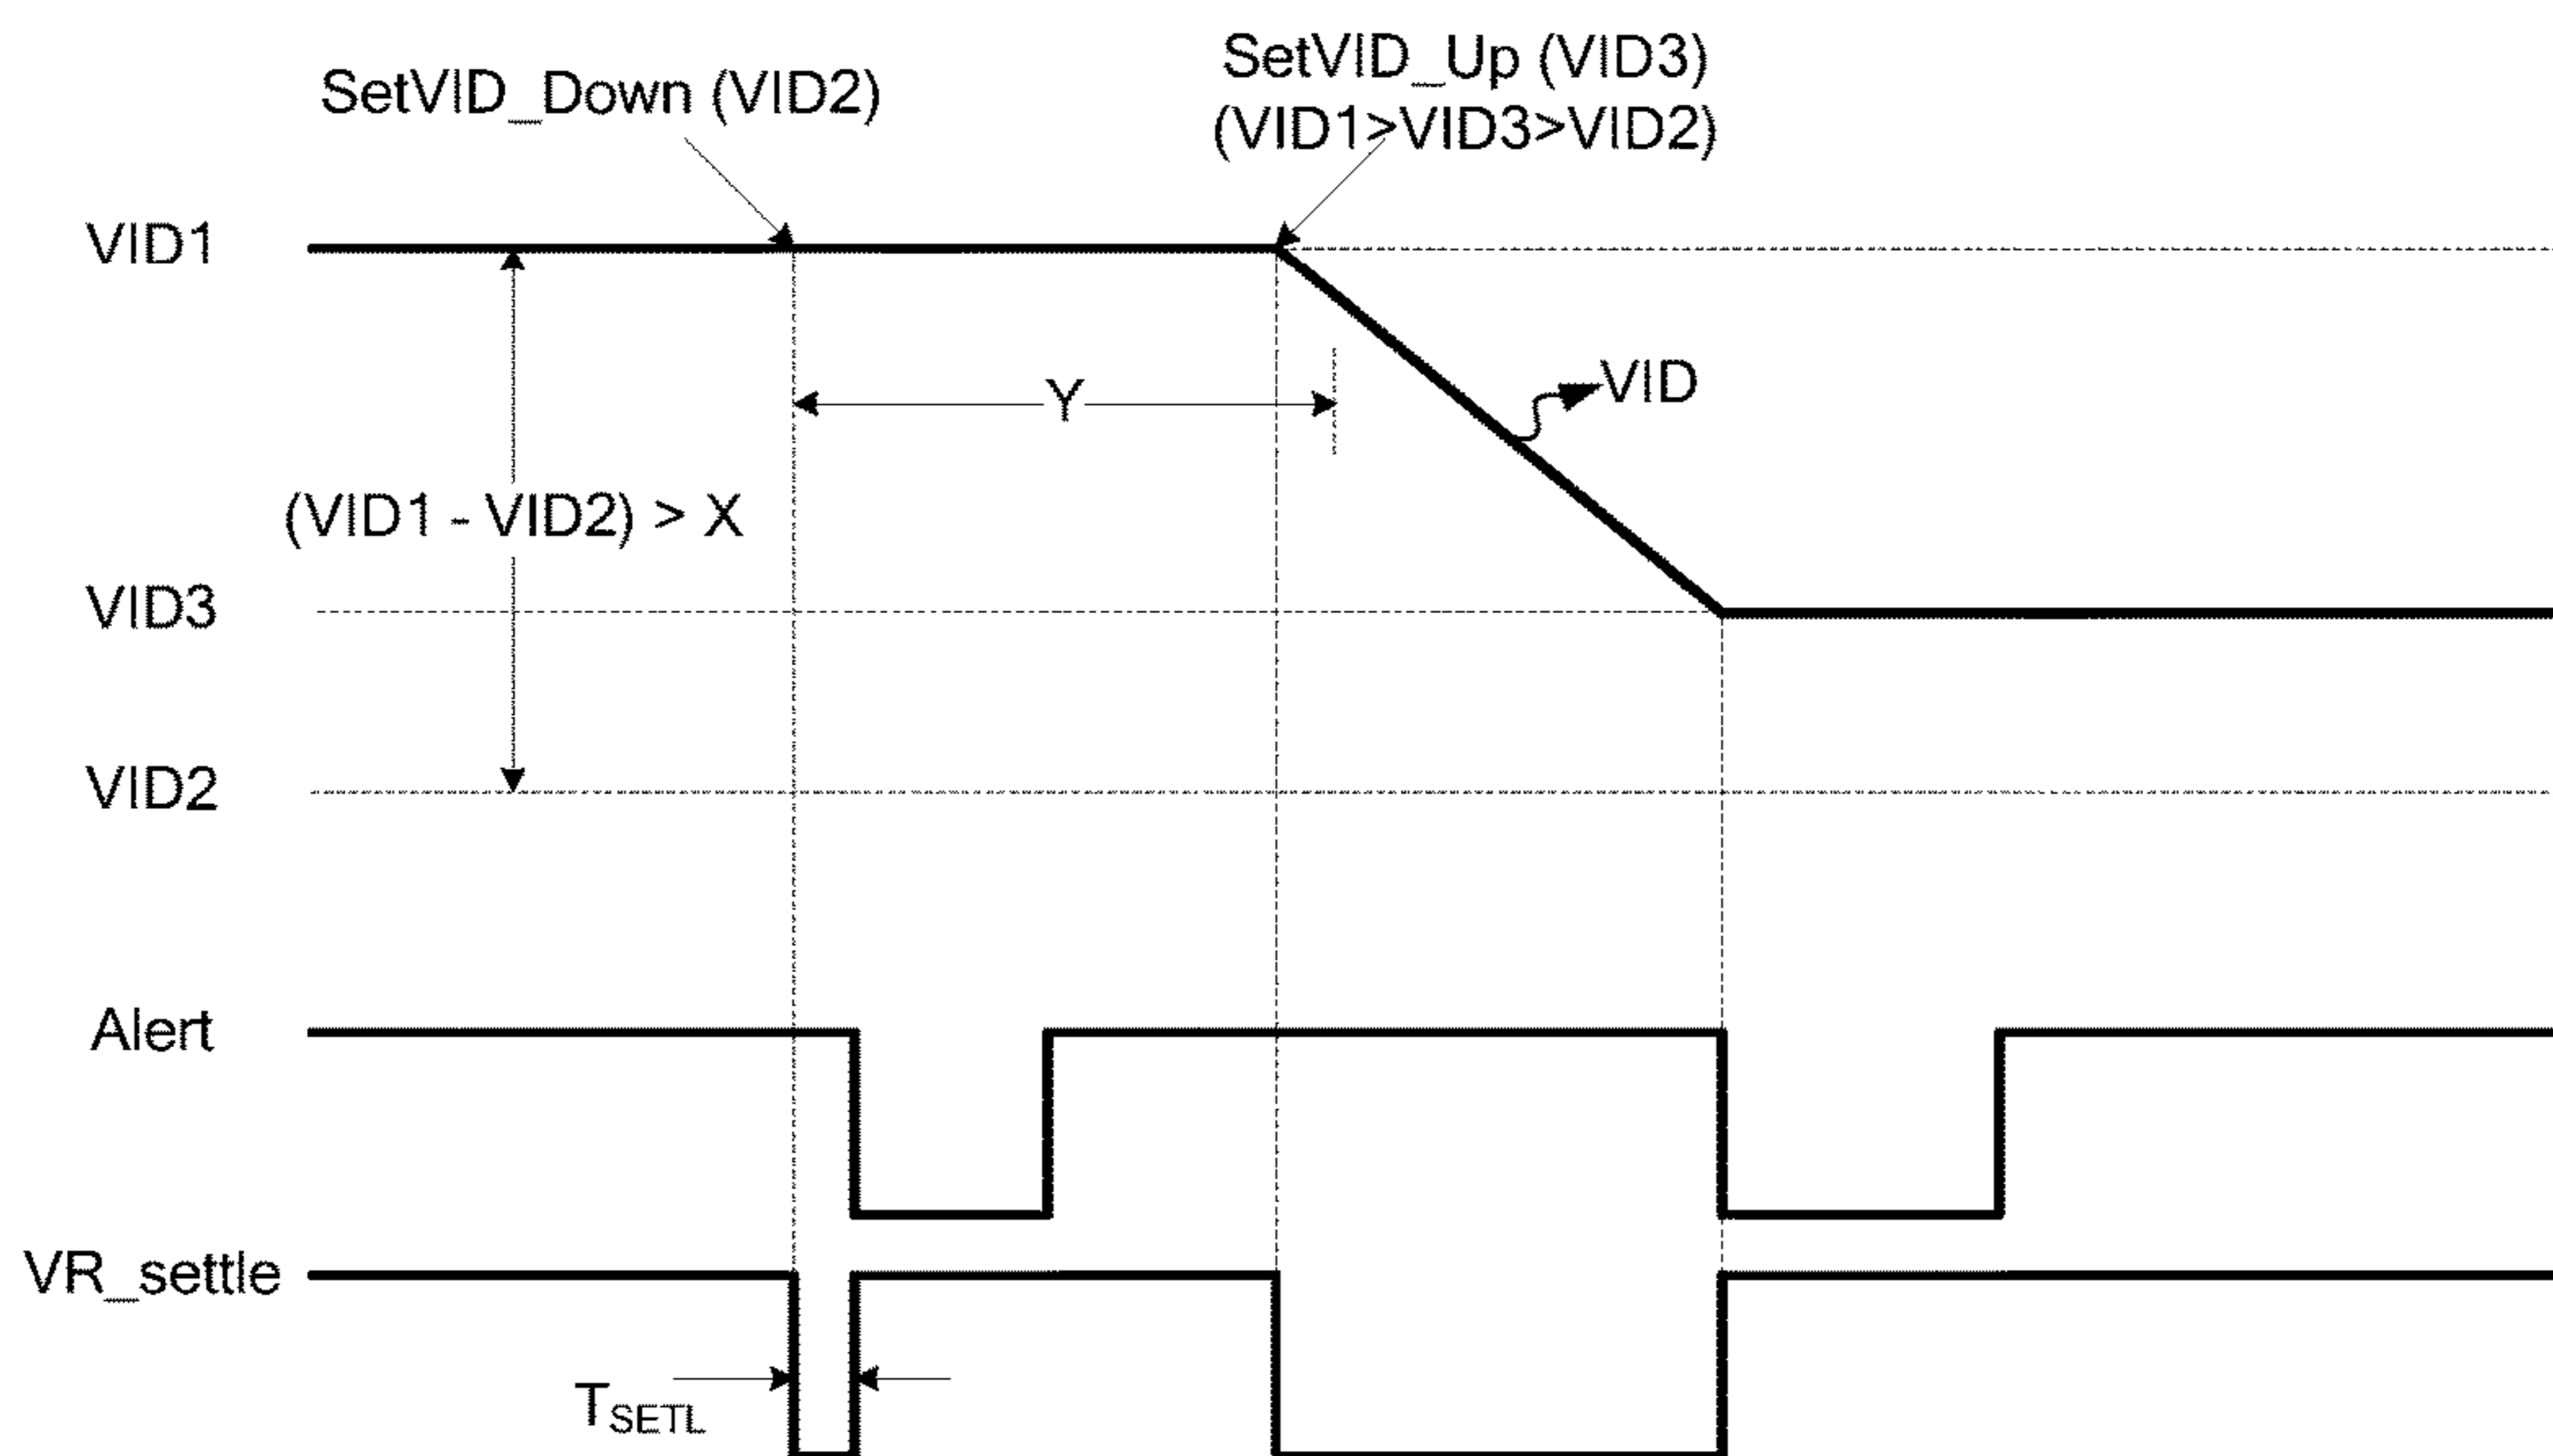 SetVID_Up (VID3)
SetVID_Down (VID2)
(VID1>VID3>VID2)
VID1
VID
Y
(VID1 - VID2) > X
VID3
VID2
Alert
VR_settle
TSETL